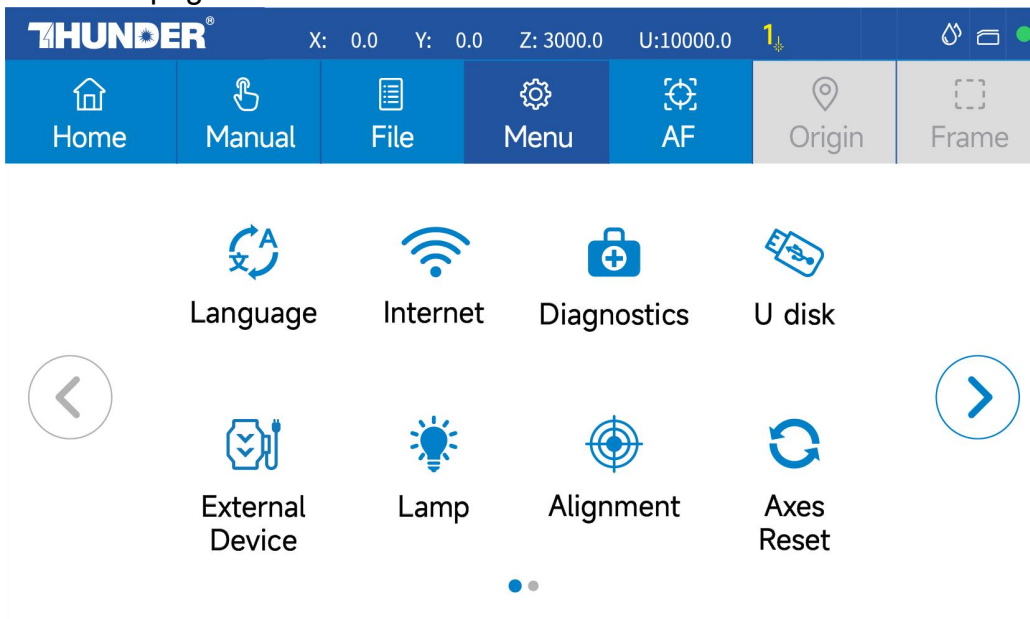 THUNDER®
X: 0.0 Y: 0.0 Z: 3000.0 U:10000.0 1
Home Manual File Menu AF Origin Frame
文 A
Language Internet Diagnostics U disk
External Lamp Alignment Axes
Device Reset